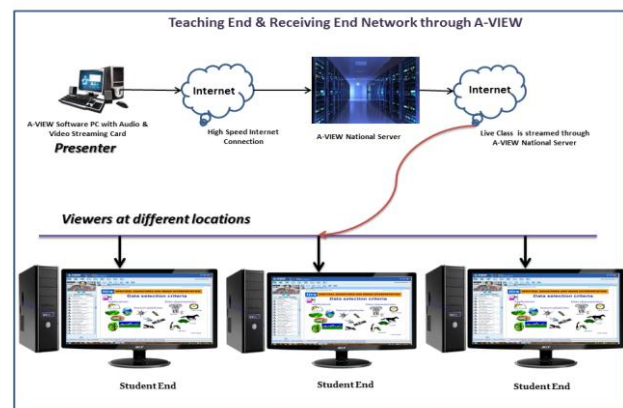 Teaching End & Receiving End Network through A-VIEW
Internet
Internet
A-VIEW Software PC with Audio &
Video Streaming Card
Presenter
High Speed Internet
Connection
A-VIEW National Server
Live Class is streamed through
A-VIEW National Server
Viewers at different locations
Data selection criteria
Data selection criteria
Data selection criteria
Student End
Student End
Student End